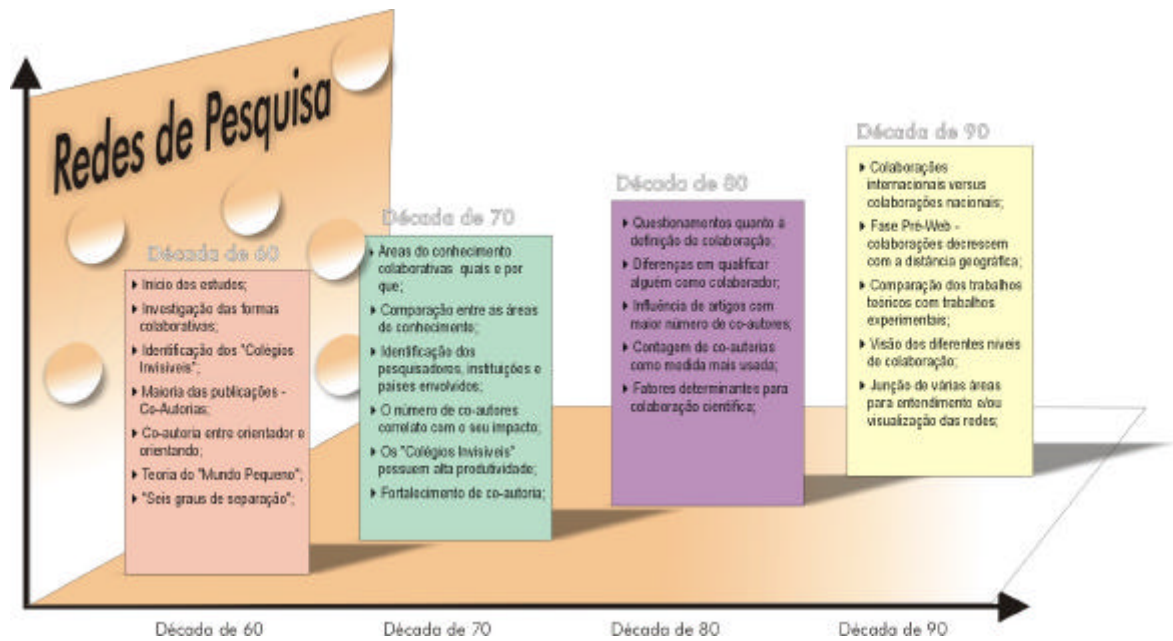 Redes de Pesquisa
Década de 60
Inicio dos estudos;
Investigação das formas
colaborativas;
Identificação dos "Colégios
Invisíveis";
Maioria das publicações -
Co-Autorias;
Co-autoria entre orientador e
orientando;
Teoria do "Mundo Pequeno";
"Seis graus de separação";
Década de 70
Áreas do conhecimento
colaborativas quais e por
que;
Comparação entre as áreas
do conhecimento;
Identificação dos
pesquisadores, instituições e
países envolvidos;
O número de co-autores
correlato com o seu impacto;
Os "Colégios Invisíveis"
possuem alta produtividade;
Fortalecimento de co-autoria;
Década de 80
Questionamentos quanto à
definição de colaboração;
Diferenças em qualificar
alguém como colaborador;
Influência de artigos com
maior número de co-autores;
Contagem de co-autorias
como medida mais usada;
Fatores determinantes para
colaboração científica;
Década de 90
Colaborações
internacionais versus
colaborações nacionais;
Fase Pré-Web -
colaborações decrescem
com a distância geográfica;
Comparação dos trabalhos
teóricos com trabalhos
experimentais;
Visão dos diferentes níveis
de colaboração;
Junção de várias áreas
para entendimento e/ou
visualização das redes;
Década de 60
Década de 70
Década de 80
Década de 90